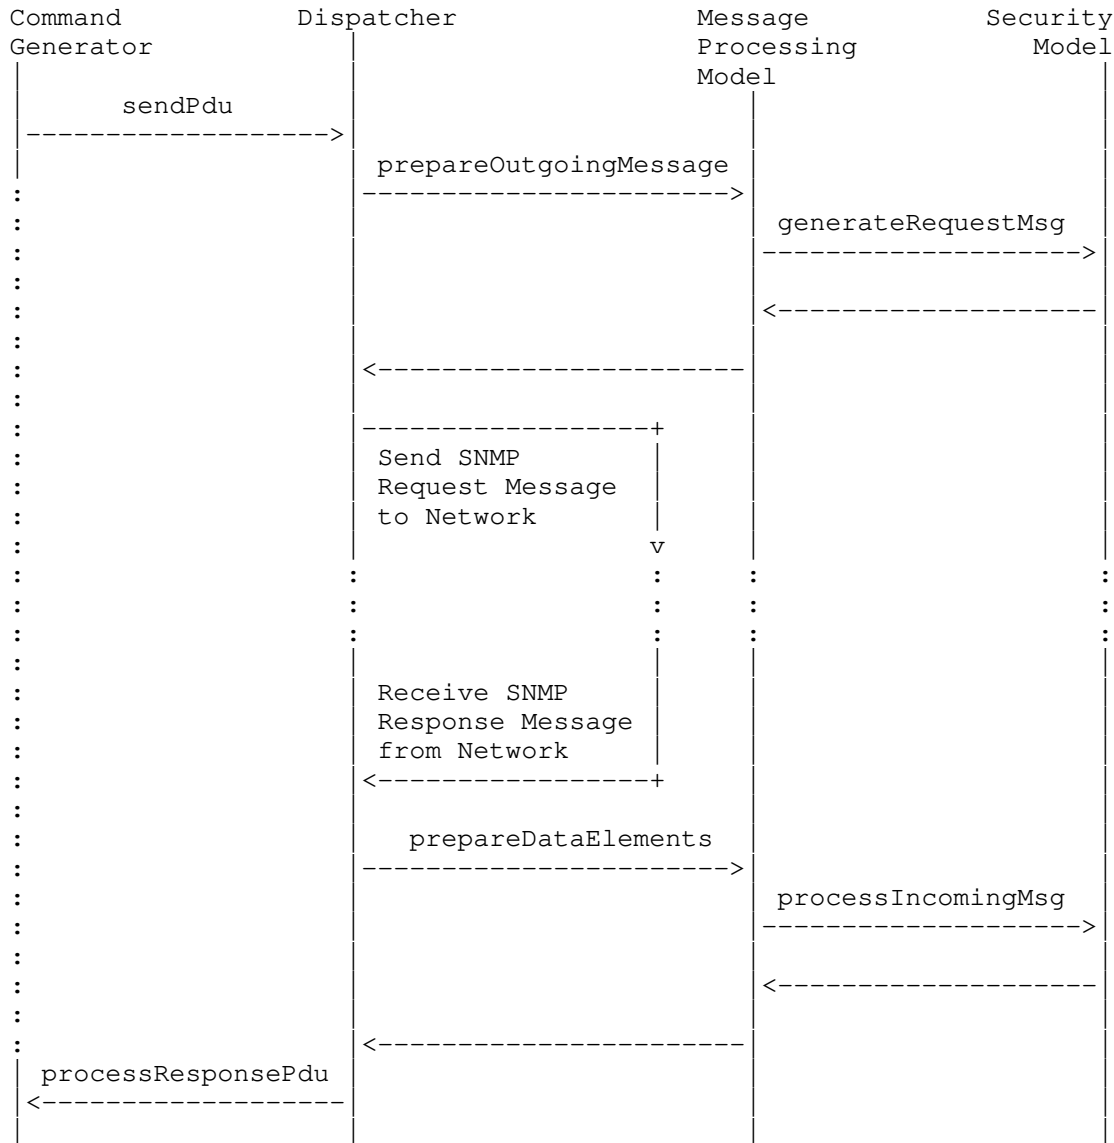 Command Dispatcher Message Security
Generator Processing Model
Model
sendPdu
prepareOutgoingMessage
generateRequestMsg
Send SNMP
Request Message
to Network
v
Receive SNMP
Response Message
from Network
prepareDataElements
processIncomingMsg
processResponsePdu